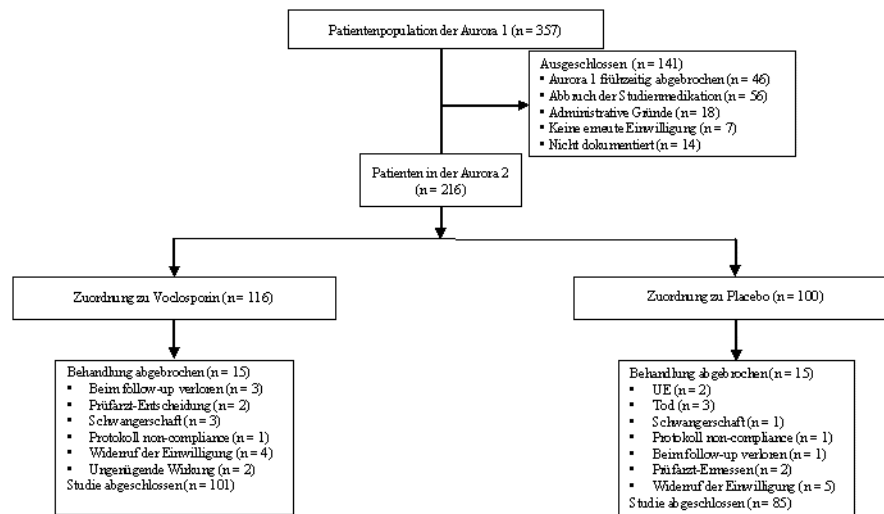 Patientenpopulation der Aurora 1 (n = 357)
Ausgeschlossen (n = 141)
▪ Aurora 1 frühzeitig abgebrochen (n = 46)
▪ Abbruch der Studienmedikation (n = 56)
▪ Administrative Gründe (n = 18)
▪ Keine erneute Einwilligung (n = 7)
▪ Nicht dokumentiert (n = 14)
Patienten in der Aurora 2
(n = 216)
Zuordnung zu Voclosporin (n = 116)
Zuordnung zu Placebo (n = 100)
Behandlung abgebrochen (n = 15)
▪ Beim follow-up verloren (n = 3)
▪ Prüfarzt-Entscheidung (n = 2)
▪ Schwangerschaft (n = 3)
▪ Protokoll non-compliance (n = 1)
▪ Widerruf der Einwilligung (n = 4)
▪ Ungenügende Wirkung (n = 2)
Studie abgeschlossen (n = 101)
Behandlung abgebrochen (n = 15)
▪ UE (n = 2)
▪ Tod (n = 3)
▪ Schwangerschaft (n = 1)
▪ Protokoll non-compliance (n = 1)
▪ Beim follow-up verloren (n = 1)
▪ Prüfarzt-Ermessen (n = 2)
▪ Widerruf der Einwilligung (n = 5)
Studie abgeschlossen (n = 85)